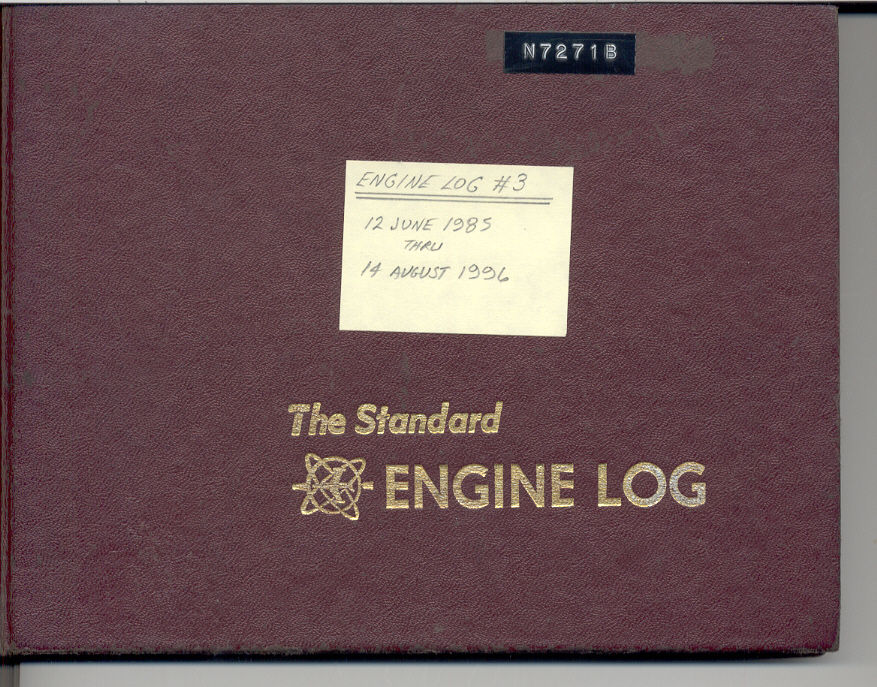 N7271B
ENGINE LOG #3
12 JUNE 1985
THRU
14 AUGUST 1996
The Standard
ENGINE LOG